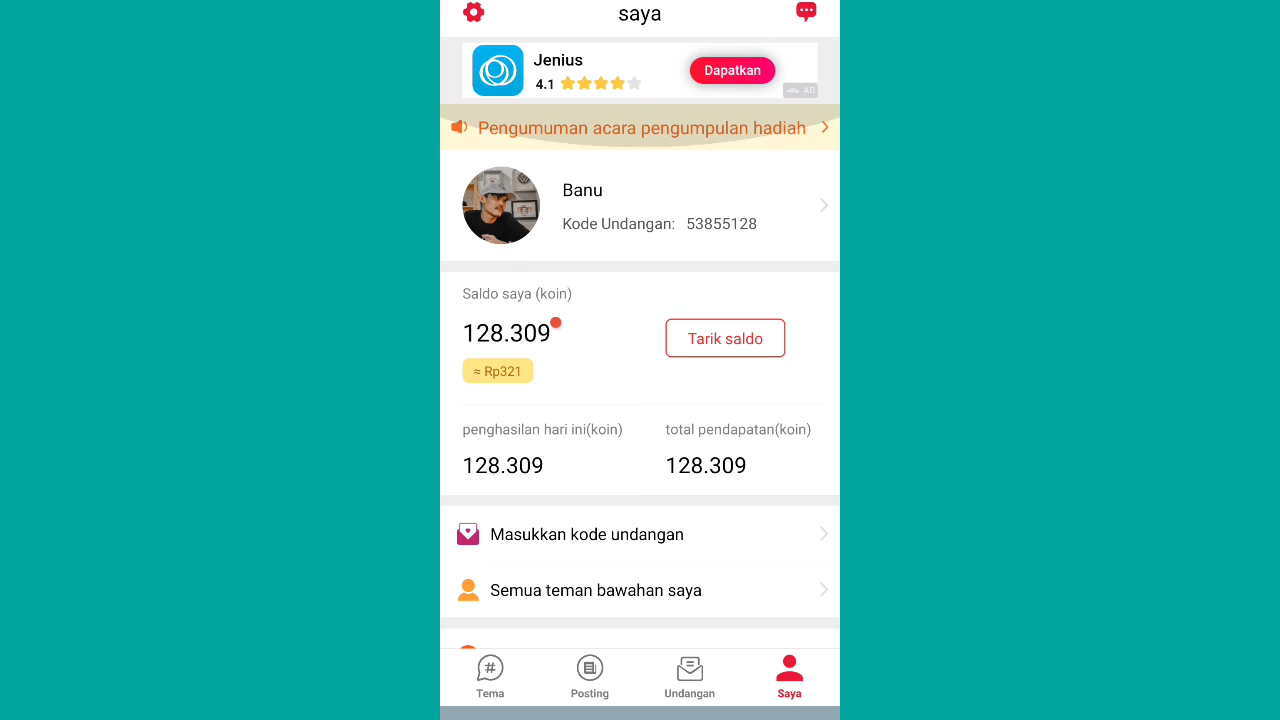 saya
Jenius
4.1
Dapatkan
AD
Pengumuman acara pengumpulan hadiah
Banu
Kode Undangan: 53855128
Saldo saya (koin)
128.309
Tarik saldo
≈ Rp321
penghasilan hari ini(koin) total pendapatan(koin)
128.309 128.309
Masukkan kode undangan
Semua teman bawahan saya
Tema Posting Undangan Saya